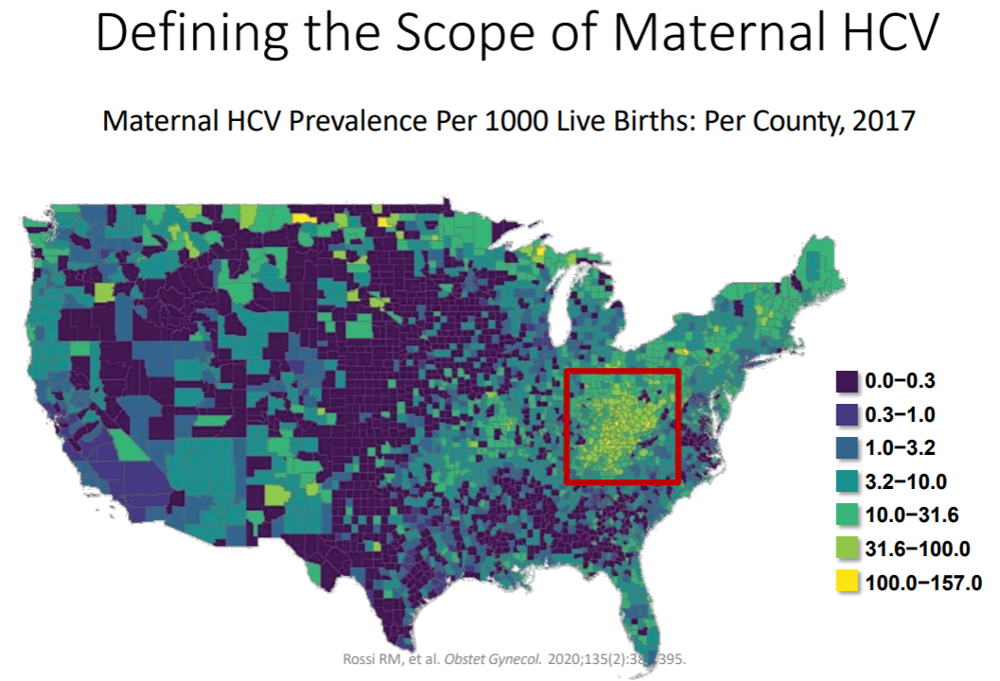 Defining the Scope of Maternal HCV
Maternal HCV Prevalence Per 1000 Live Births: Per County, 2017
0.0–0.3
0.3–1.0
1.0–3.2
3.2–10.0
10.0–31.6
31.6–100.0
100.0–157.0
Rossi RM, et al. Obstet Gynecol. 2020;135(2):38 395.